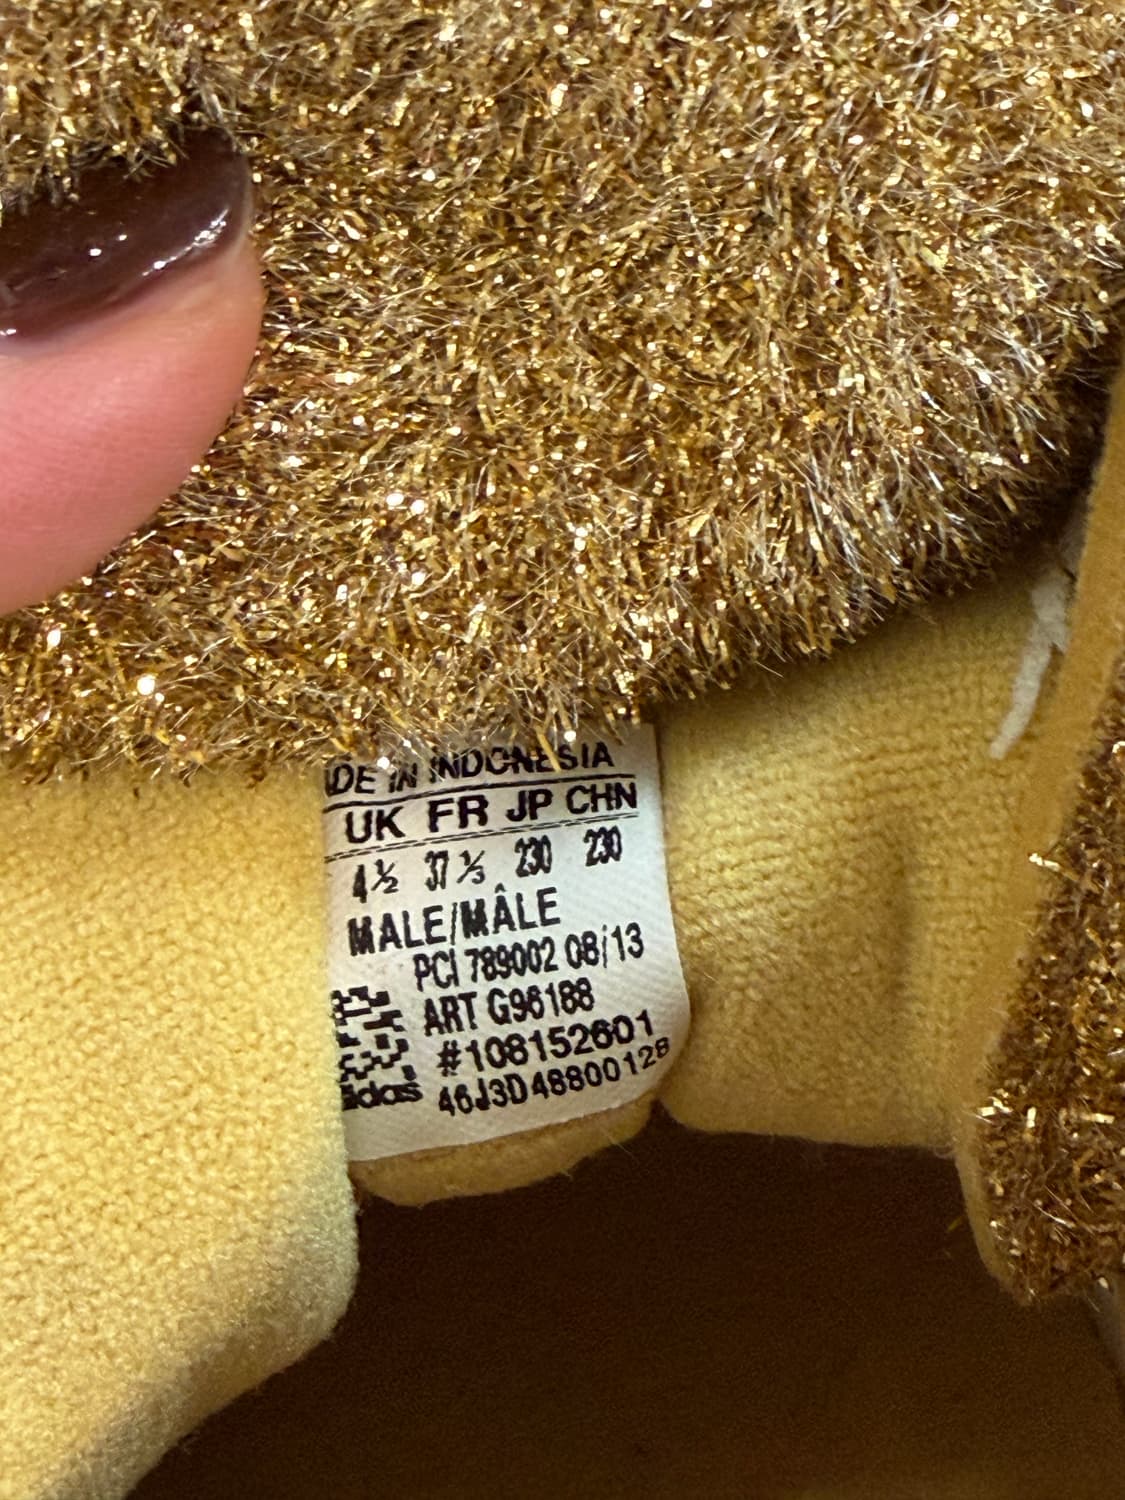 ADE IN INDONESIA
UK FR JP CHN
4½ 37⅓ 230 230
MALE/MÂLE
PCI 789002 08/13
ART G96188
#108152601
adidas
46J3D48800128